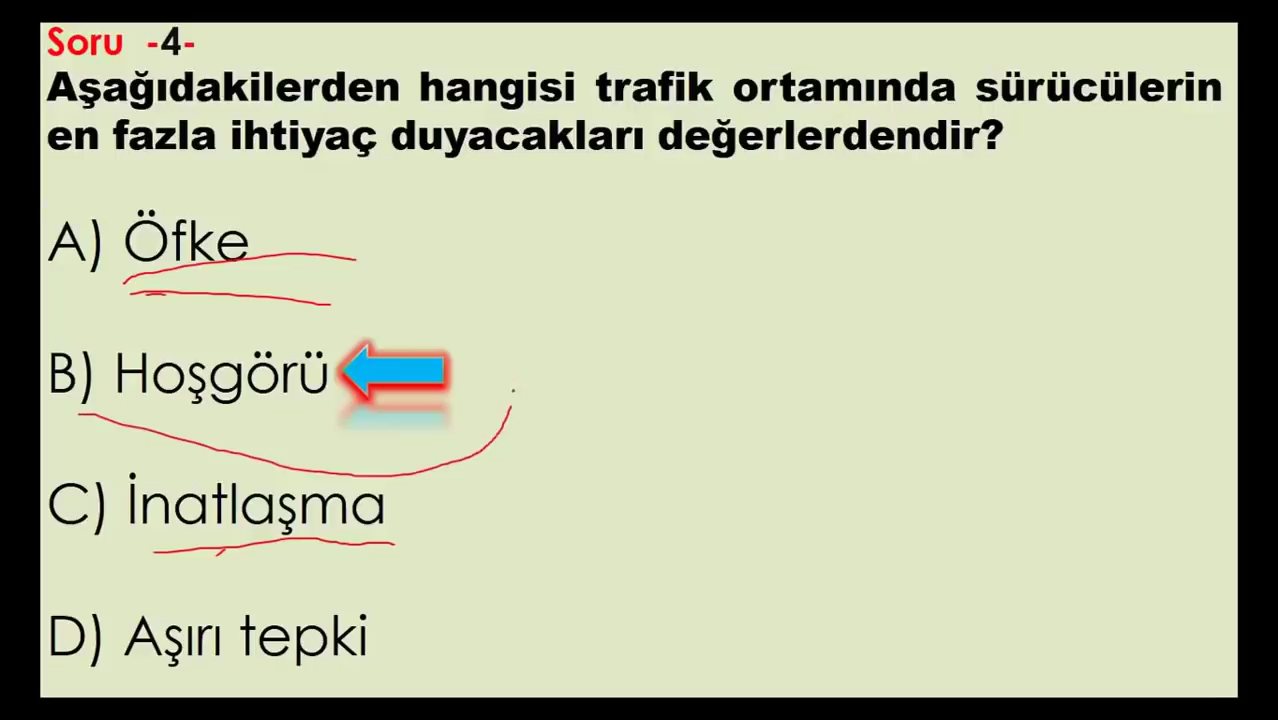 Soru -4-
Aşağıdakilerden hangisi trafik ortamında sürücülerin
en fazla ihtiyaç duyacakları değerlerdendir?
A) Öfke
B) Hoşgörü
C) İnatlaşma
D) Aşırı tepki